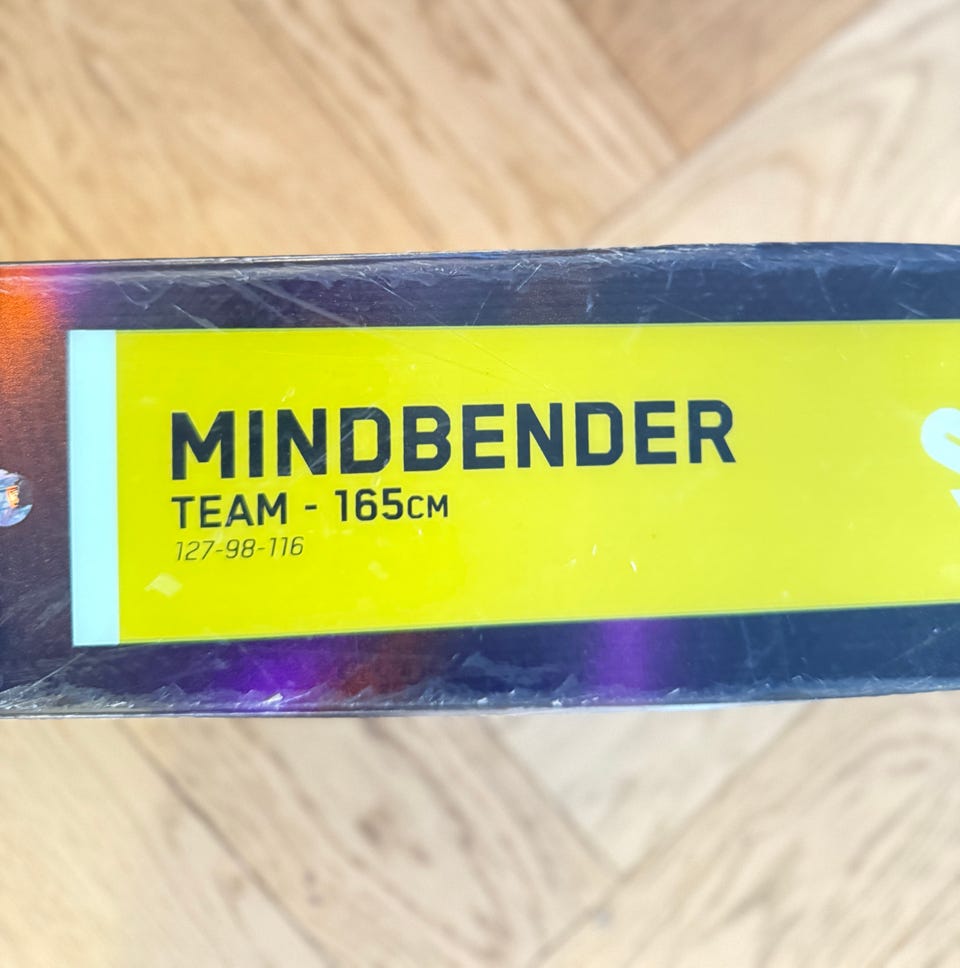 MINDBENDER
TEAM - 165CM
127-98-116